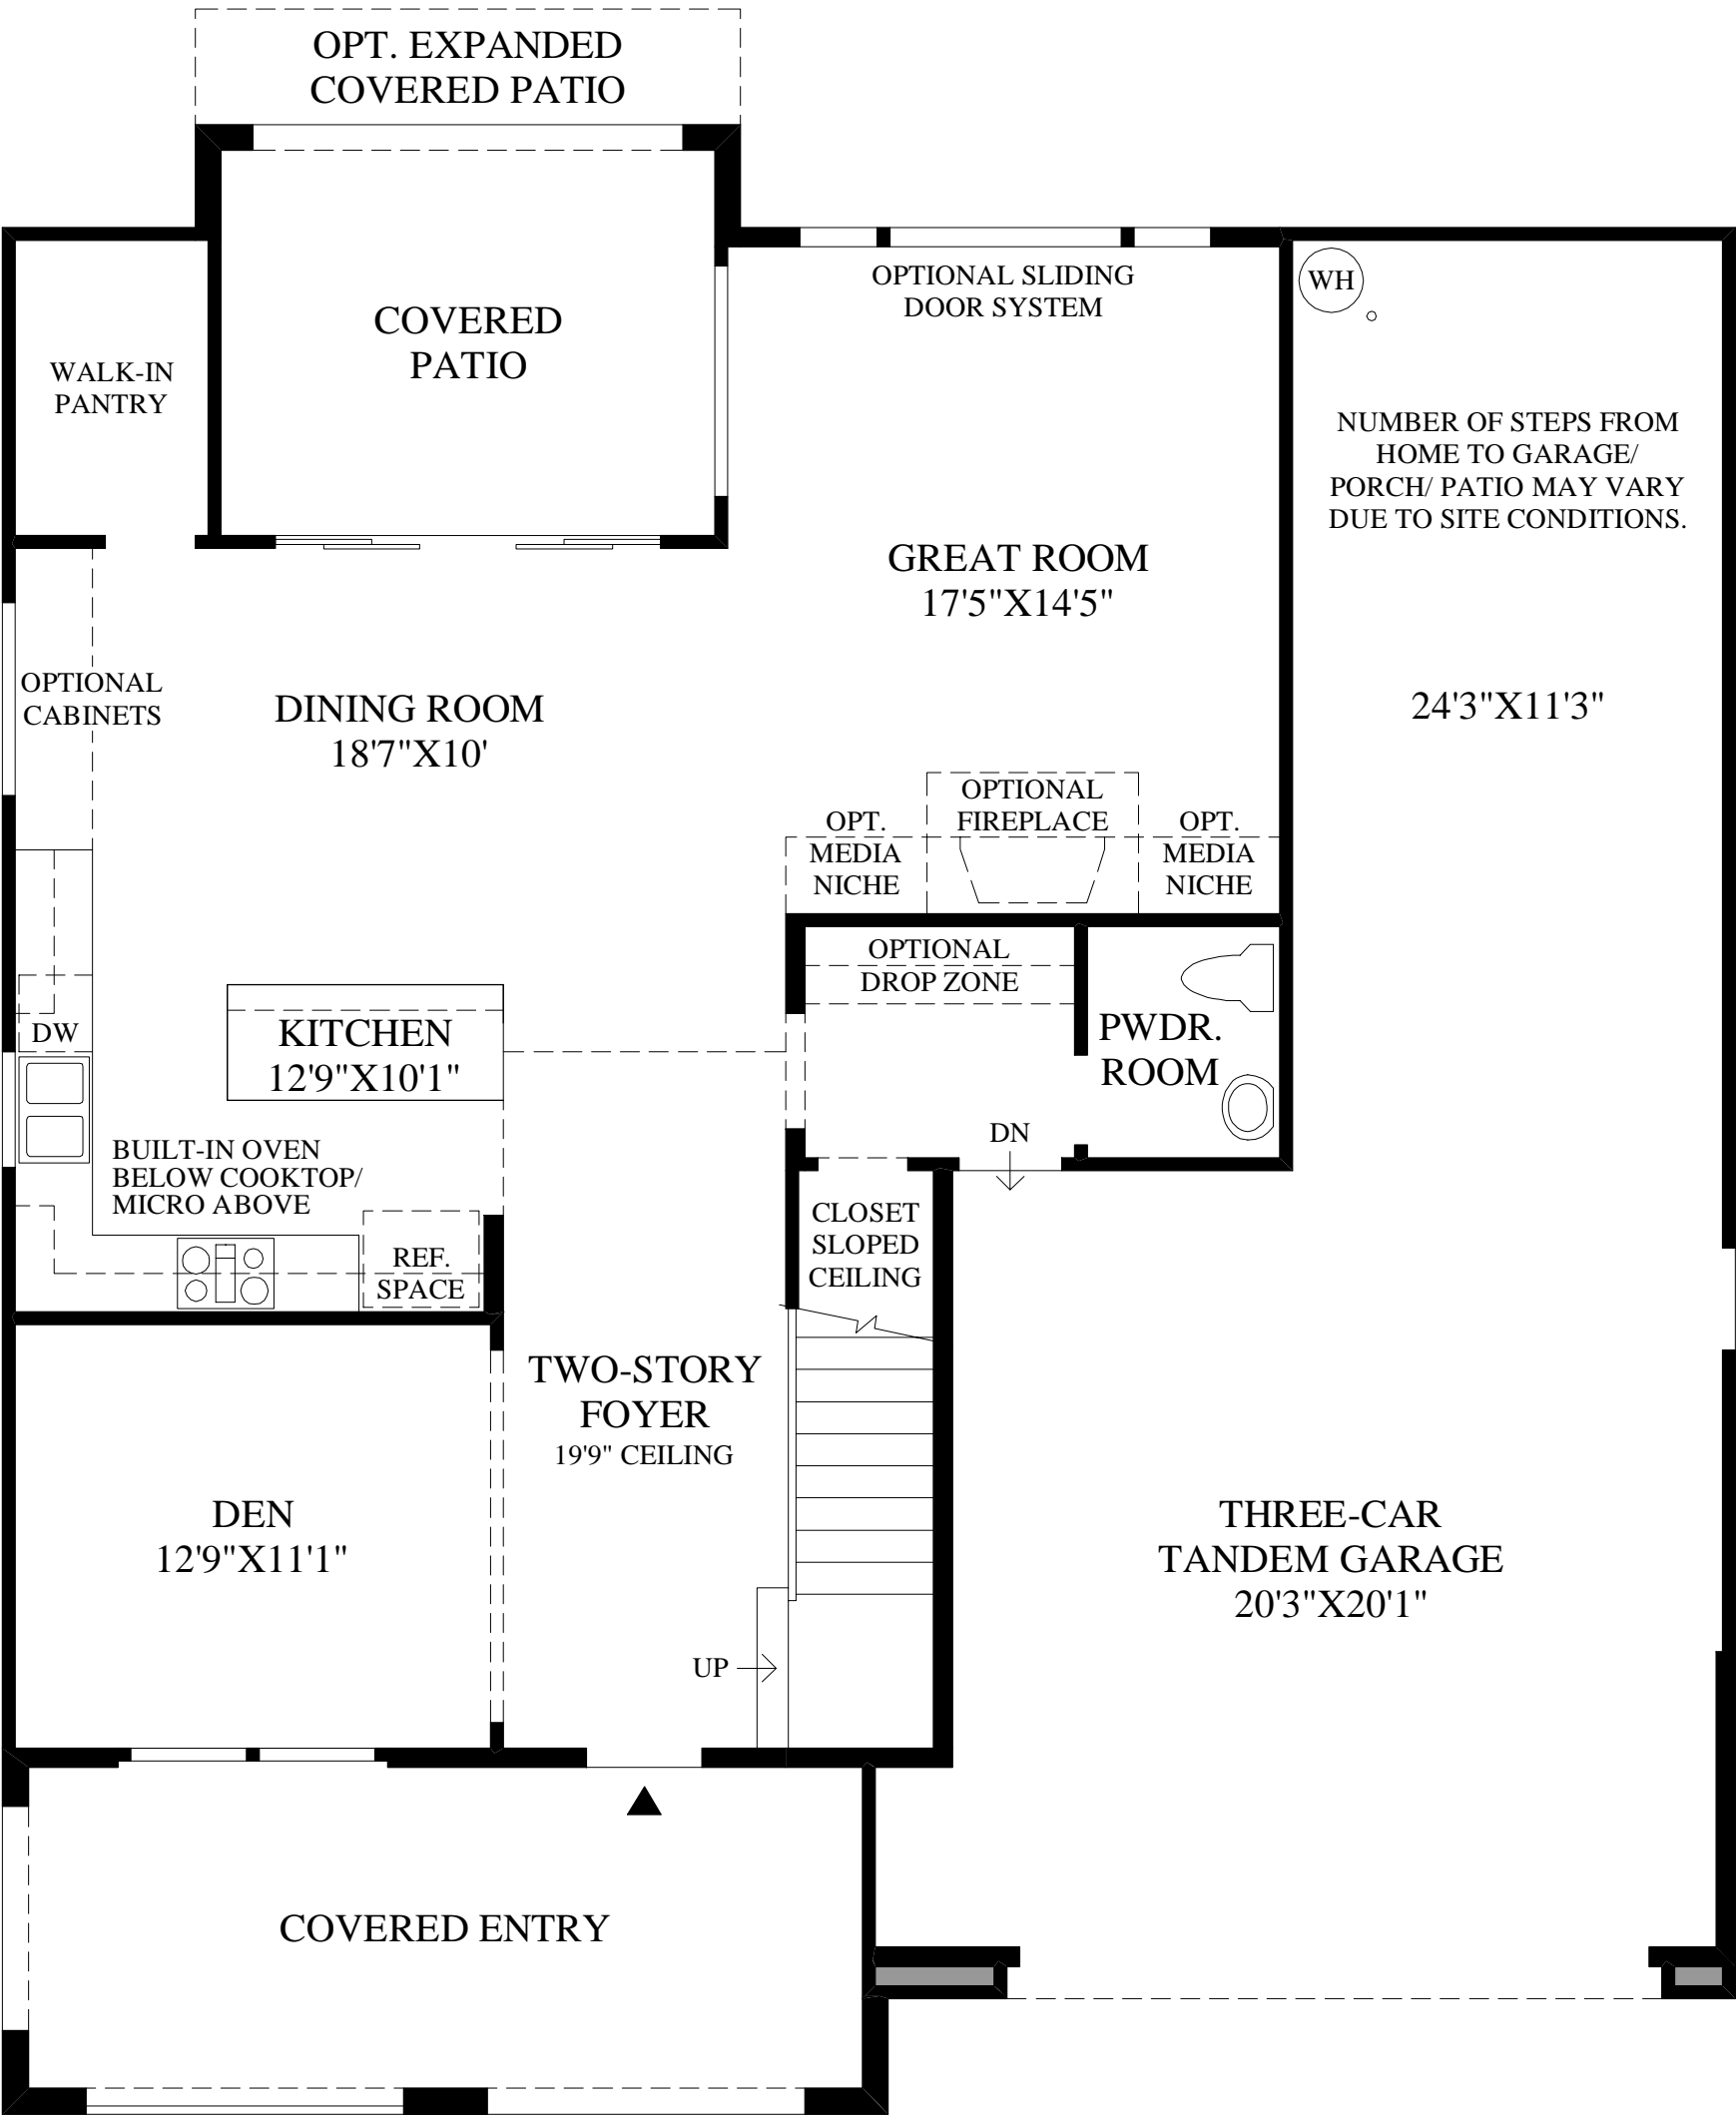 OPT. EXPANDED
COVERED PATIO
COVERED
PATIO
OPTIONAL SLIDING
DOOR SYSTEM
WH
WALK-IN
PANTRY
NUMBER OF STEPS FROM
HOME TO GARAGE/
PORCH/ PATIO MAY VARY
DUE TO SITE CONDITIONS.
GREAT ROOM
17'5"X14'5"
OPTIONAL
CABINETS
DINING ROOM
18'7"X10'
24'3"X11'3"
OPT.
MEDIA
NICHE
OPTIONAL
FIREPLACE
OPT.
MEDIA
NICHE
OPTIONAL
DROP ZONE
DW
KITCHEN
12'9"X10'1"
PWDR.
ROOM
DN
BUILT-IN OVEN
BELOW COOKTOP/
MICRO ABOVE
REF.
SPACE
CLOSET
SLOPED
CEILING
TWO-STORY
FOYER
19'9" CEILING
DEN
12'9"X11'1"
THREE-CAR
TANDEM GARAGE
20'3"X20'1"
UP
COVERED ENTRY